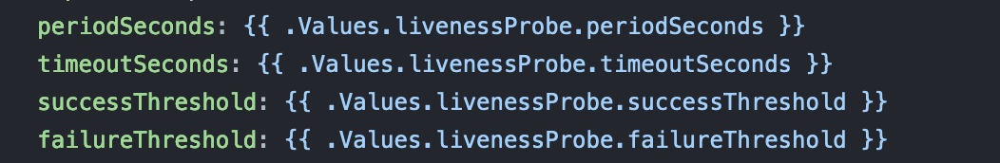 periodSeconds: {{ .Values.livenessProbe.periodSeconds }}
timeoutSeconds: {{ .Values.livenessProbe.timeoutSeconds }}
successThreshold: {{ .Values.livenessProbe.successThreshold }}
failureThreshold: {{ .Values.livenessProbe.failureThreshold }}